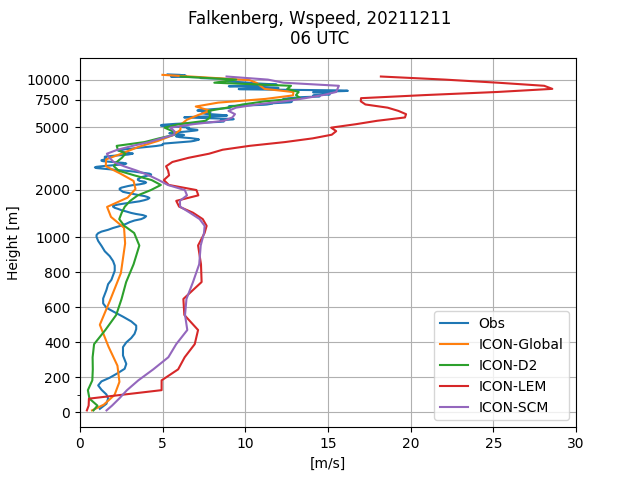 Falkenberg, Wspeed, 20211211
06 UTC
Height [m]
10000
7500
5000
2000
1000
800
600
400
200
0
Obs
ICON-Global
ICON-D2
ICON-LEM
ICON-SCM
0 5 10 15 20 25 30
[m/s]